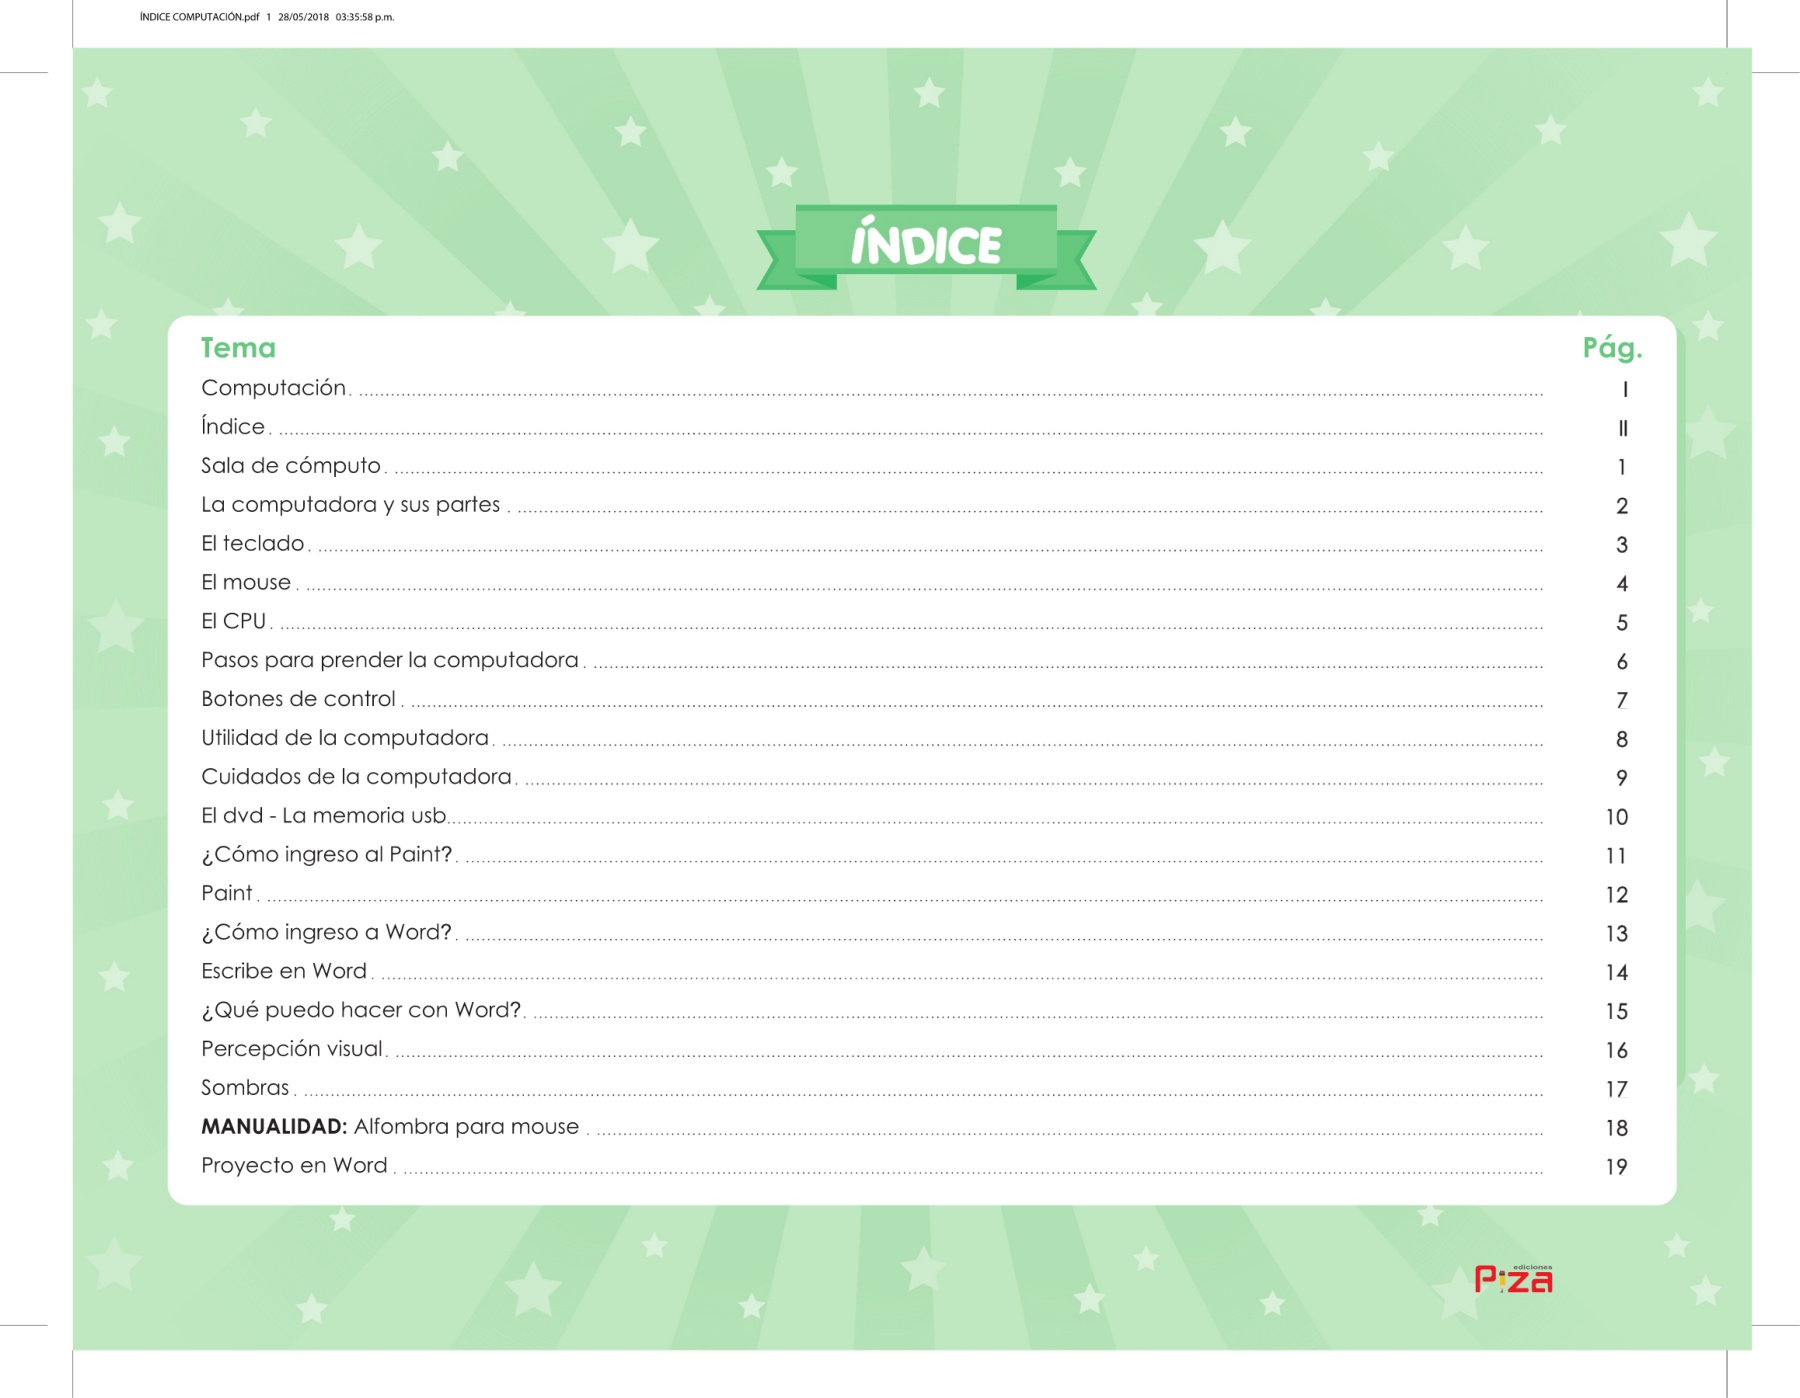 ÍNDICE COMPUTACIÓN.pdf 1 28/05/2018 03:35:58 p.m.
ÍNDICE
Tema Pág.
Computación. I
Índice. II
Sala de cómputo. 1
La computadora y sus partes. 2
El teclado. 3
El mouse. 4
El CPU. 5
Pasos para prender la computadora. 6
Botones de control. 7
Utilidad de la computadora. 8
Cuidados de la computadora. 9
El dvd - La memoria usb. 10
¿Cómo ingreso al Paint?. 11
Paint. 12
¿Cómo ingreso a Word?. 13
Escribe en Word. 14
¿Qué puedo hacer con Word?. 15
Percepción visual. 16
Sombras. 17
MANUALIDAD: Alfombra para mouse. 18
Proyecto en Word. 19
ediciones
Piza